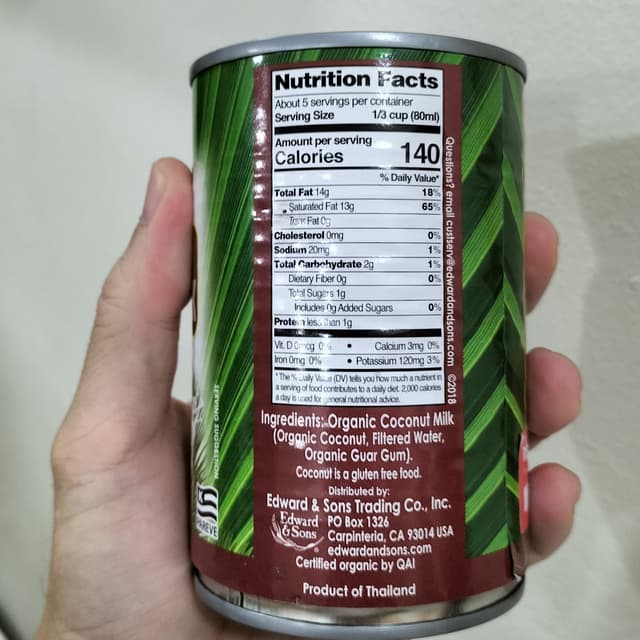 Nutrition Facts
About 5 servings per container
Serving Size 1/3 cup (80ml)
Amount per serving
Calories 140
% Daily Value*
Total Fat 14g 18%
Saturated Fat 13g 65%
Trans Fat 0g
Cholesterol 0mg 0%
Sodium 20mg 1%
Total Carbohydrate 2g 1%
Dietary Fiber 0g 0%
Total Sugars 1g
Includes 0g Added Sugars 0%
Protein less than 1g
Vit. D 0mcg 0% • Calcium 3mg 0%
Iron 0mg 0% • Potassium 120mg 3%
*The % Daily Value (DV) tells you how much a nutrient in
a serving of food contributes to a daily diet. 2,000 calories
a day is used for general nutritional advice.
Ingredients: Organic Coconut Milk
(Organic Coconut, Filtered Water,
Organic Guar Gum).
Coconut is a gluten free food.
Distributed by:
Edward & Sons Trading Co., Inc.
Edward & Sons
PO Box 1326
Carpinteria, CA 93014 USA
edwardandsons.com
Certified organic by QAI
Product of Thailand
Questions? email custserv@edwardandsons.com ©2018
SERVING SUGGESTION
PAREVE